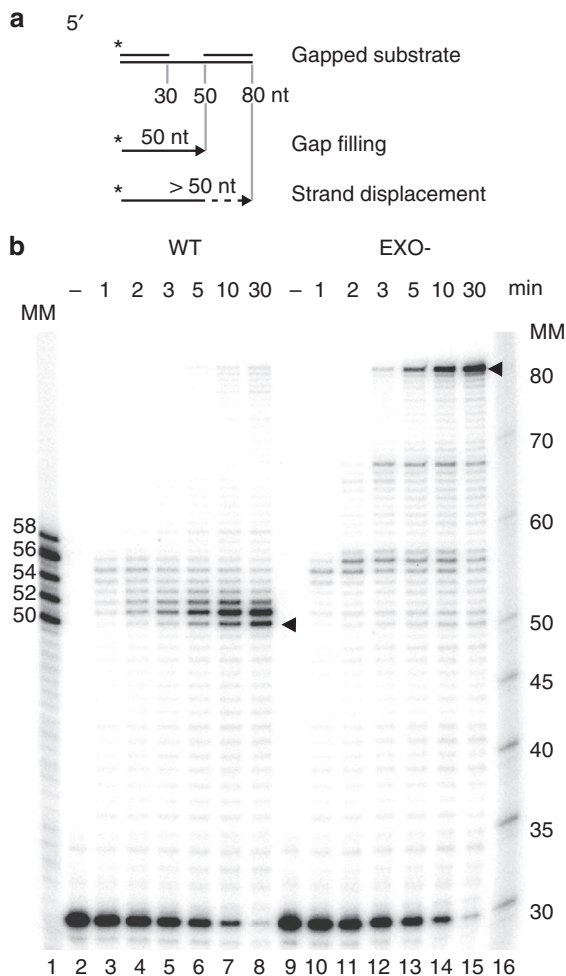 a
5′
*
Gapped substrate
30 50 80 nt
* 50 nt
Gap filling
* > 50 nt
Strand displacement
b
WT EXO-
– 1 2 3 5 10 30 – 1 2 3 5 10 30 min
MM
MM
80
70
60
58
56
54
52
50
50
45
40
35
30
1 2 3 4 5 6 7 8 9 10 11 12 13 14 15 16